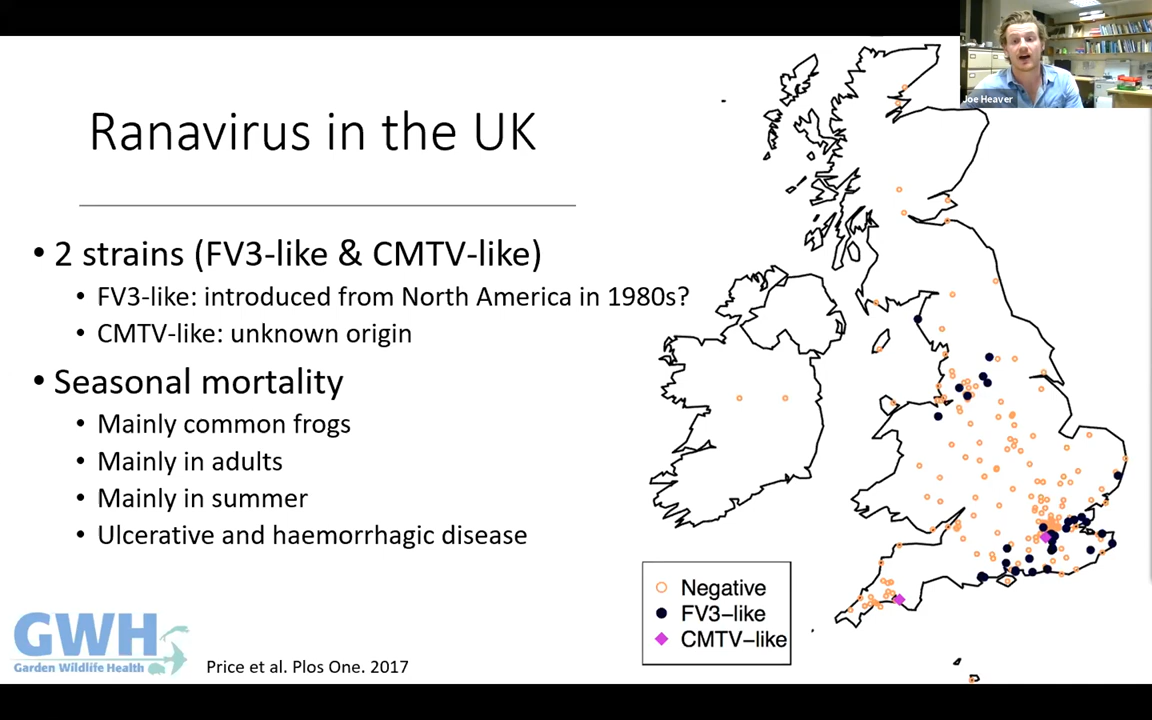 Joe Heaver
Ranavirus in the UK
• 2 strains (FV3-like & CMTV-like)
• FV3-like: introduced from North America in 1980s?
• CMTV-like: unknown origin
• Seasonal mortality
• Mainly common frogs
• Mainly in adults
• Mainly in summer
• Ulcerative and haemorrhagic disease
Negative
FV3−like
CMTV−like
GWH
Garden Wildlife Health
Price et al. Plos One. 2017